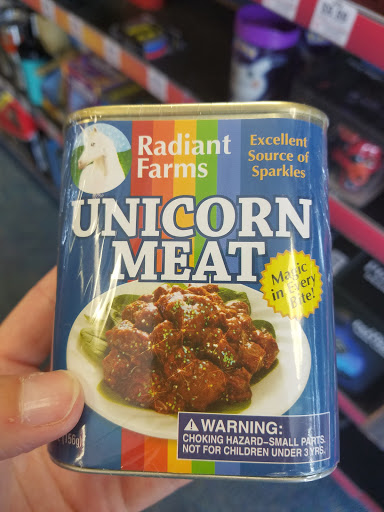 Radiant
Farms
Excellent
Source of
Sparkles
UNICORN
MEAT
Magic
in Every
Bite!
WARNING:
CHOKING HAZARD–SMALL PARTS.
NOT FOR CHILDREN UNDER 3 YRS.
(156g)